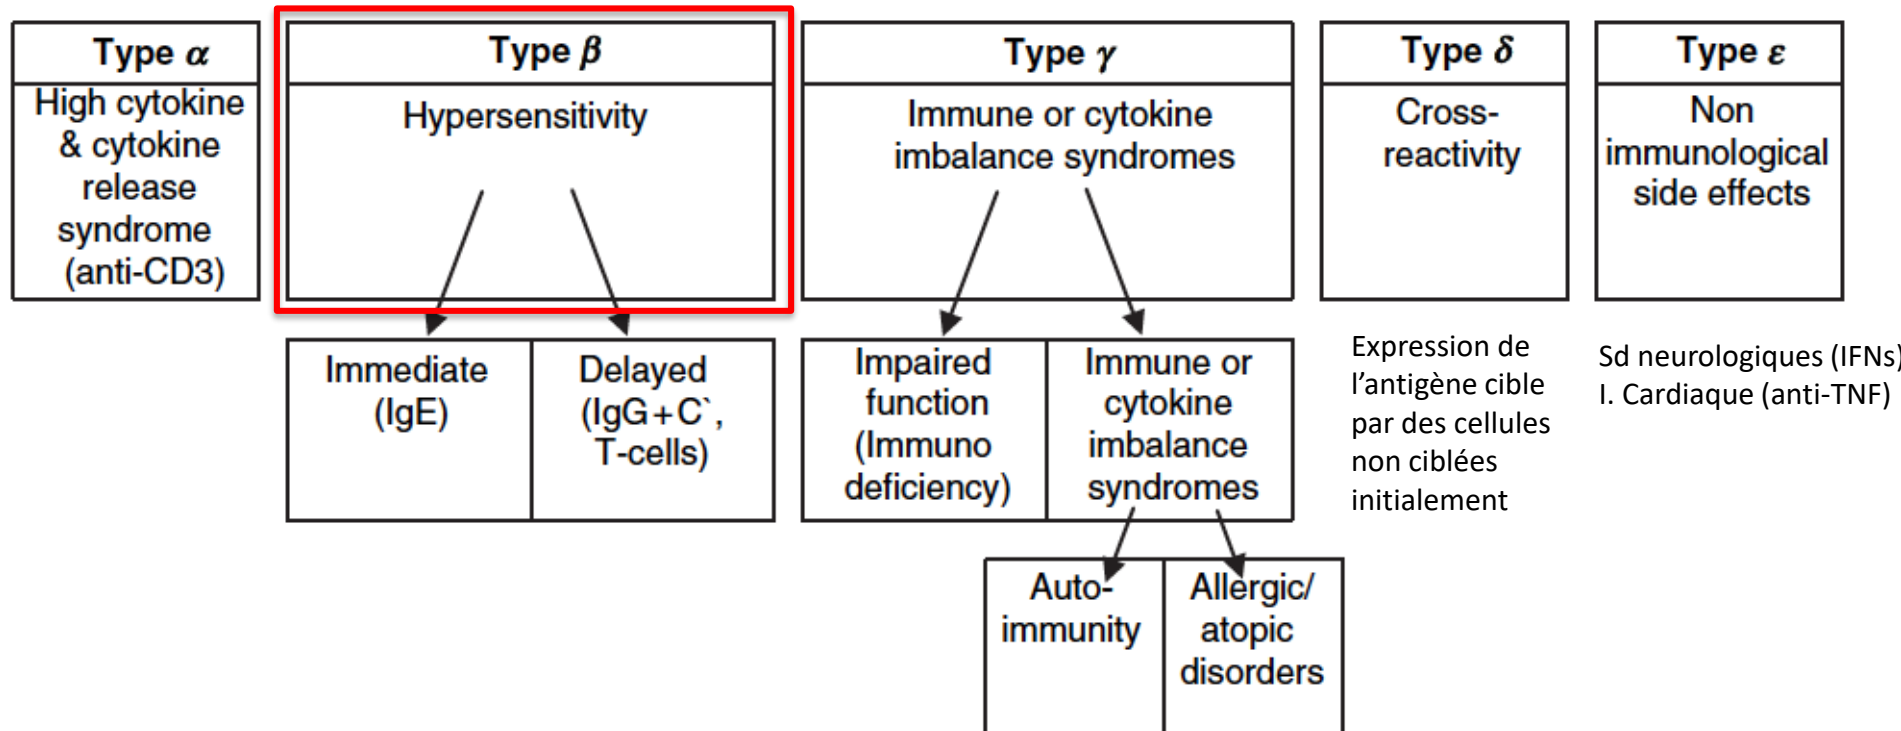 Type α
High cytokine
& cytokine
release
syndrome
(anti-CD3)
Type β
Hypersensitivity
Immediate
(IgE)
Delayed
(IgG+C`,
T-cells)
Type γ
Immune or cytokine
imbalance syndromes
Impaired
function
(Immuno
deficiency)
Immune or
cytokine
imbalance
syndromes
Auto-
immunity
Allergic/
atopic
disorders
Type δ
Cross-
reactivity
Expression de
l’antigène cible
par des cellules
non ciblées
initialement
Type ε
Non
immunological
side effects
Sd neurologiques (IFNs)
I. Cardiaque (anti-TNF)